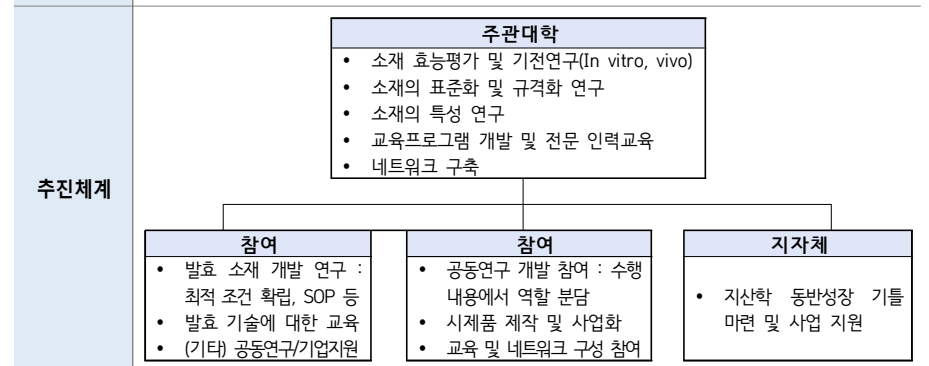 주관대학
• 소재 효능평가 및 기전연구(In vitro, vivo)
• 소재의 표준화 및 규격화 연구
• 소재의 특성 연구
• 교육프로그램 개발 및 전문 인력교육
• 네트워크 구축
추진체계
참여
• 발효 소재 개발 연구 :
최적 조건 확립, SOP 등
• 발효 기술에 대한 교육
• (기타) 공동연구/기업지원
참여
• 공동연구 개발 참여 : 수행
내용에서 역할 분담
• 시제품 제작 및 사업화
• 교육 및 네트워크 구성 참여
지자체
• 지산학 동반성장 기틀
마련 및 사업 지원